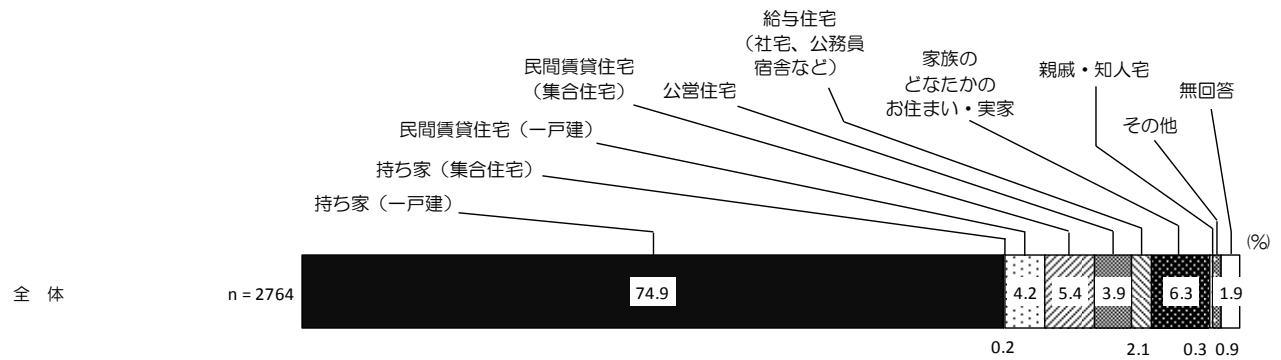 給与住宅
（社宅、公務員
宿舎など）
家族の
どなたかの
お住まい・実家
親戚・知人宅
民間賃貸住宅
（集合住宅）
公営住宅
無回答
その他
民間賃貸住宅（一戸建）
持ち家（集合住宅）
持ち家（一戸建）
(%)
全　体
n = 2764
74.9
4.2
5.4
3.9
6.3
1.9
0.2
2.1
0.3
0.9